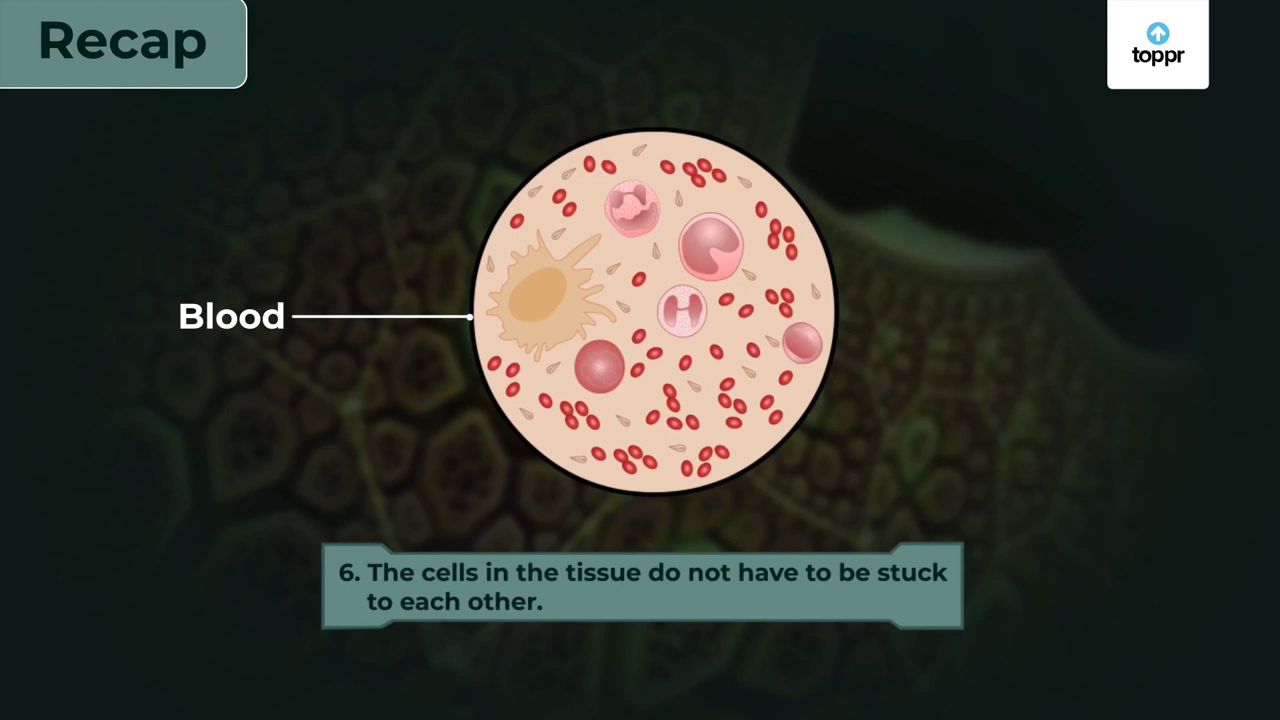 Recap
toppr
Blood
6. The cells in the tissue do not have to be stuck
to each other.